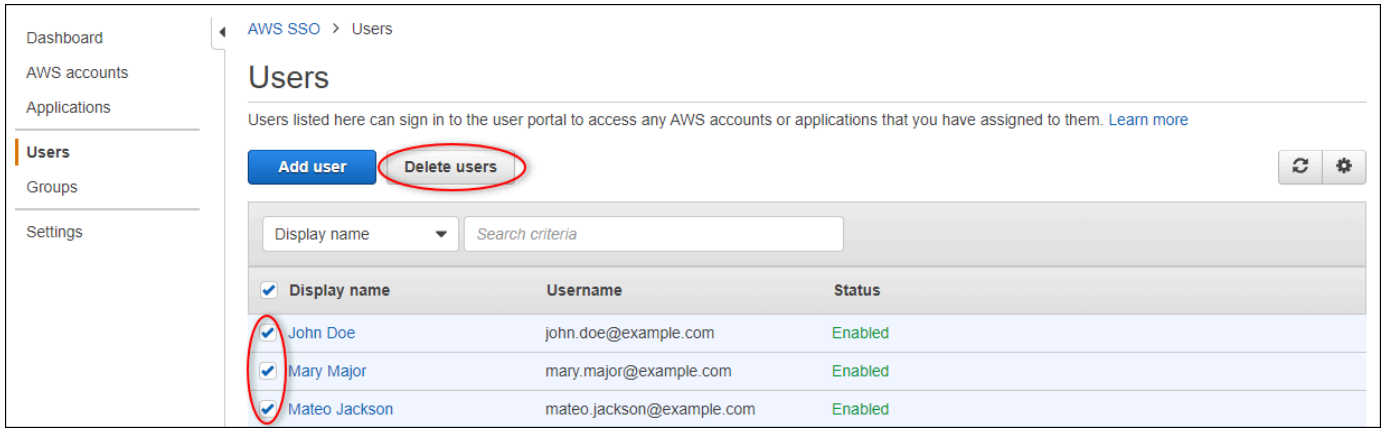 Dashboard
AWS accounts
Applications
Users
Groups
Settings
AWS SSO > Users
Users
Users listed here can sign in to the user portal to access any AWS accounts or applications that you have assigned to them. Learn more
Add user Delete users
Display name Search criteria
Display name Username Status
John Doe john.doe@example.com Enabled
Mary Major mary.major@example.com Enabled
Mateo Jackson mateo.jackson@example.com Enabled